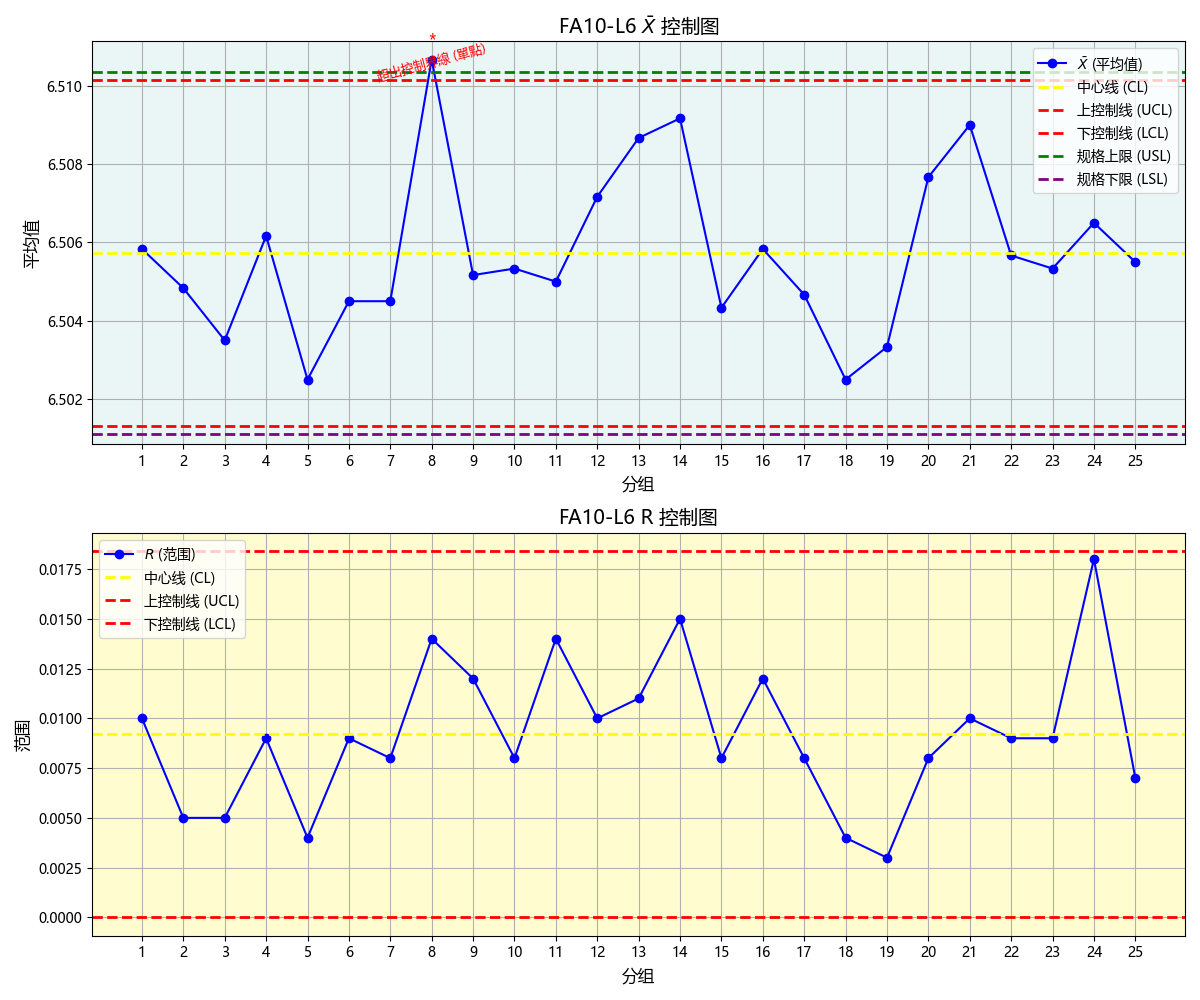 FA10-L6 X̄ 控制图
*
超出控制界線 (單點)
X̄ (平均值)
中心线 (CL)
上控制线 (UCL)
下控制线 (LCL)
规格上限 (USL)
规格下限 (LSL)
6.510
6.508
6.506
6.504
6.502
平均值
1 2 3 4 5 6 7 8 9 10 11 12 13 14 15 16 17 18 19 20 21 22 23 24 25
分组
FA10-L6 R 控制图
R (范围)
中心线 (CL)
上控制线 (UCL)
下控制线 (LCL)
0.0175
0.0150
0.0125
0.0100
0.0075
0.0050
0.0025
0.0000
范围
1 2 3 4 5 6 7 8 9 10 11 12 13 14 15 16 17 18 19 20 21 22 23 24 25
分组